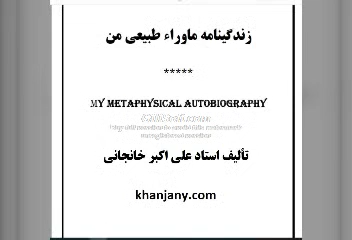 زندگینامه ماوراء طبیعی من
*****
MY METAPHYSICAL AUTOBIOGRAPHY
تألیف استاد علی اکبر خانجانی
khanjany.com